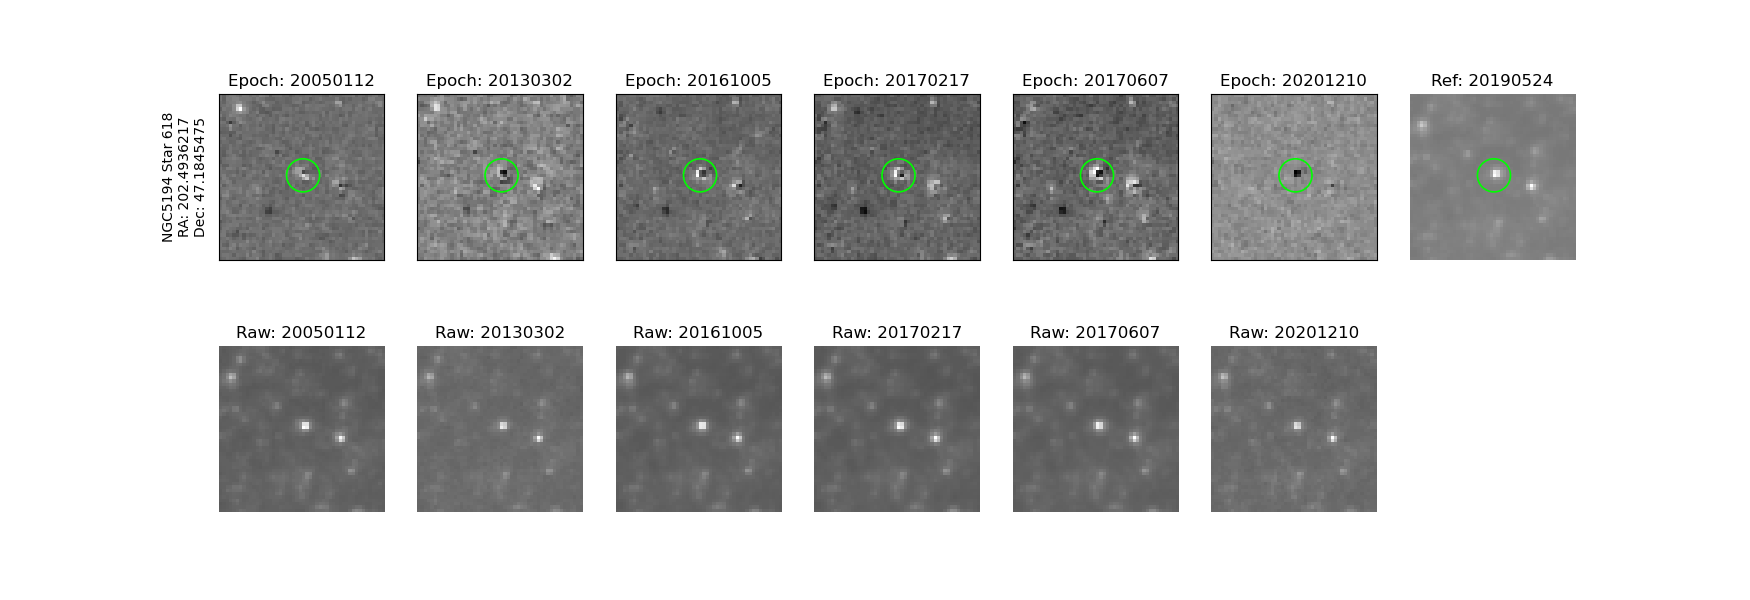 NGC5194 Star 618
RA: 202.4936217
Dec: 47.1845475
Epoch: 20050112
Epoch: 20130302
Epoch: 20161005
Epoch: 20170217
Epoch: 20170607
Epoch: 20201210
Ref: 20190524
Raw: 20050112
Raw: 20130302
Raw: 20161005
Raw: 20170217
Raw: 20170607
Raw: 20201210